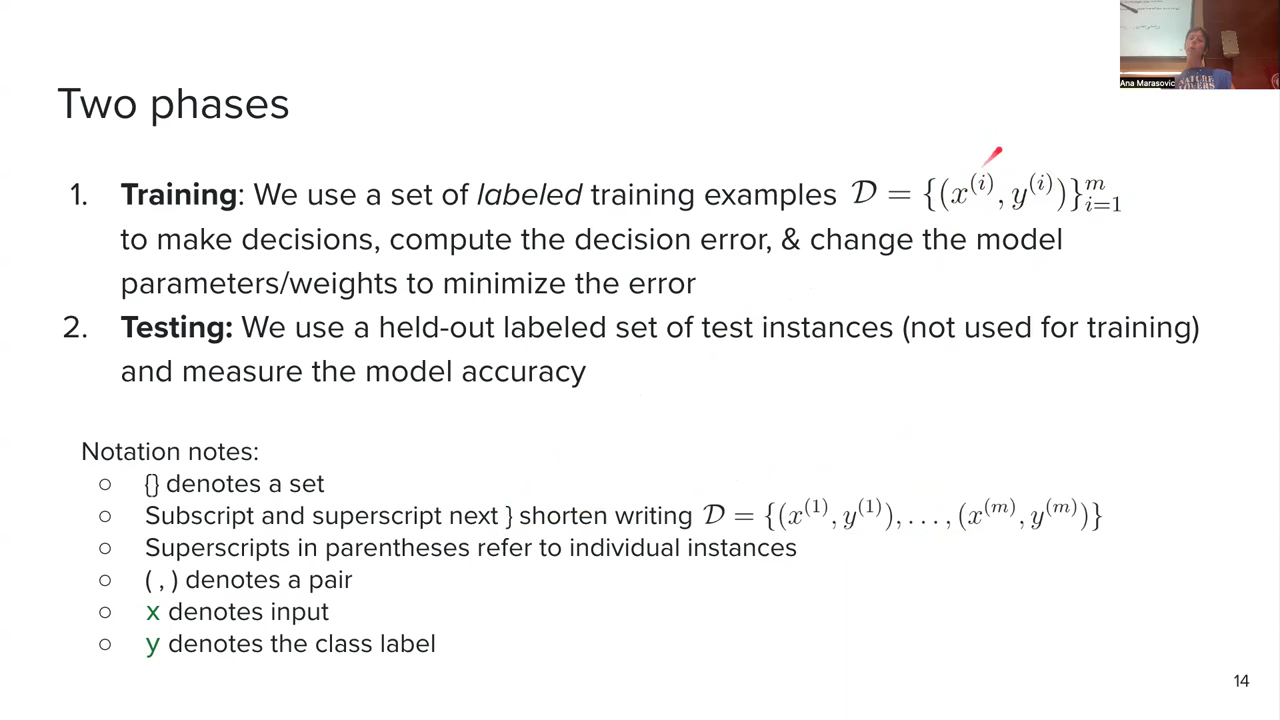 Ana Marasovic
NATURE
LOVERS
Two phases
1. Training: We use a set of labeled training examples 𝒟 = {(x^(i), y^(i))}_{i=1}^m
to make decisions, compute the decision error, & change the model
parameters/weights to minimize the error
2. Testing: We use a held-out labeled set of test instances (not used for training)
and measure the model accuracy
Notation notes:
○ {} denotes a set
○ Subscript and superscript next } shorten writing 𝒟 = {(x^(1), y^(1)), . . . , (x^(m), y^(m))}
○ Superscripts in parentheses refer to individual instances
○ ( , ) denotes a pair
○ x denotes input
○ y denotes the class label
14